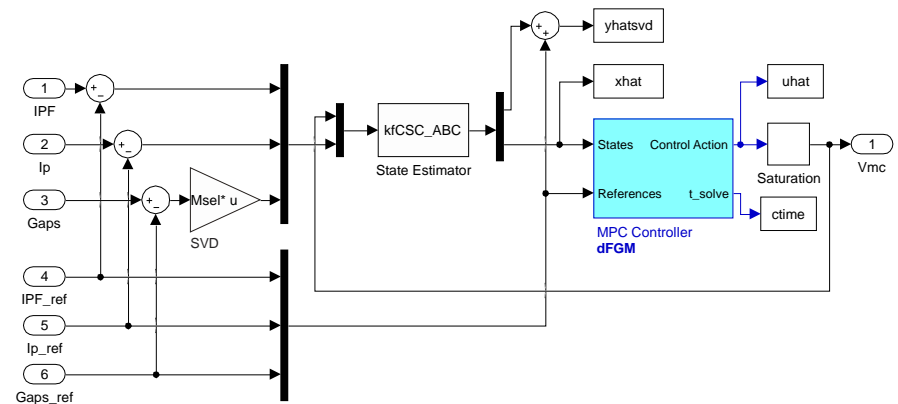 1
IPF
2
Ip
3
Gaps
4
IPF_ref
5
Ip_ref
6
Gaps_ref
+
−
+
−
+
−
Msel* u
SVD
kfCSC_ABC
State Estimator
+
+
yhatsvd
xhat
States
Control Action
References
t_solve
MPC Controller
dFGM
uhat
Saturation
ctime
1
Vmc